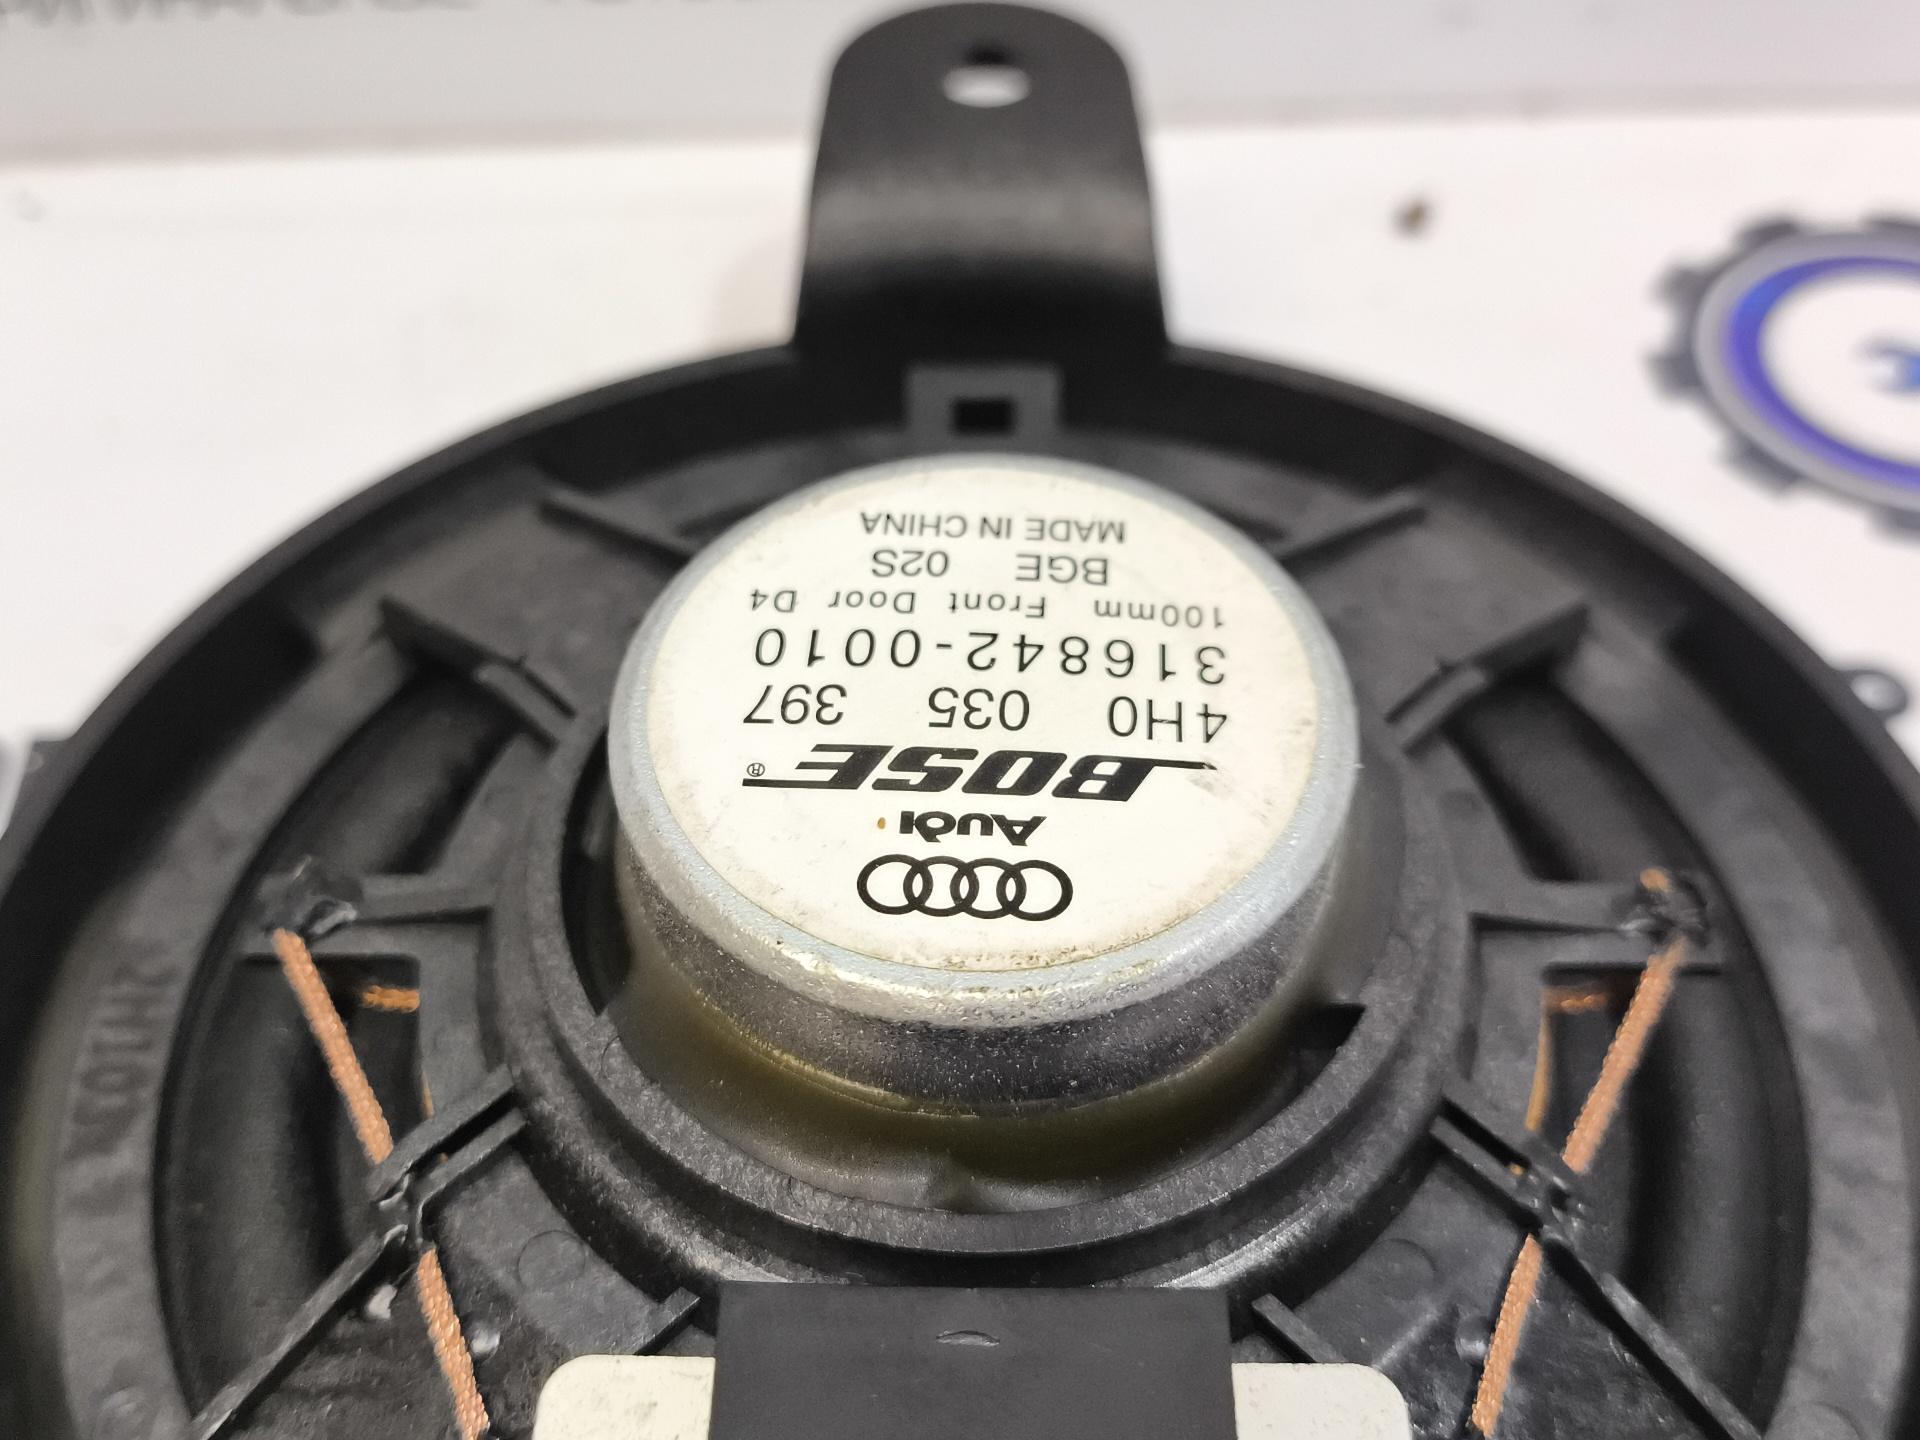 Audi
BOSE®
4H0 035 397
316842-0010
100mm Front Door D4
BGE 02S
MADE IN CHINA